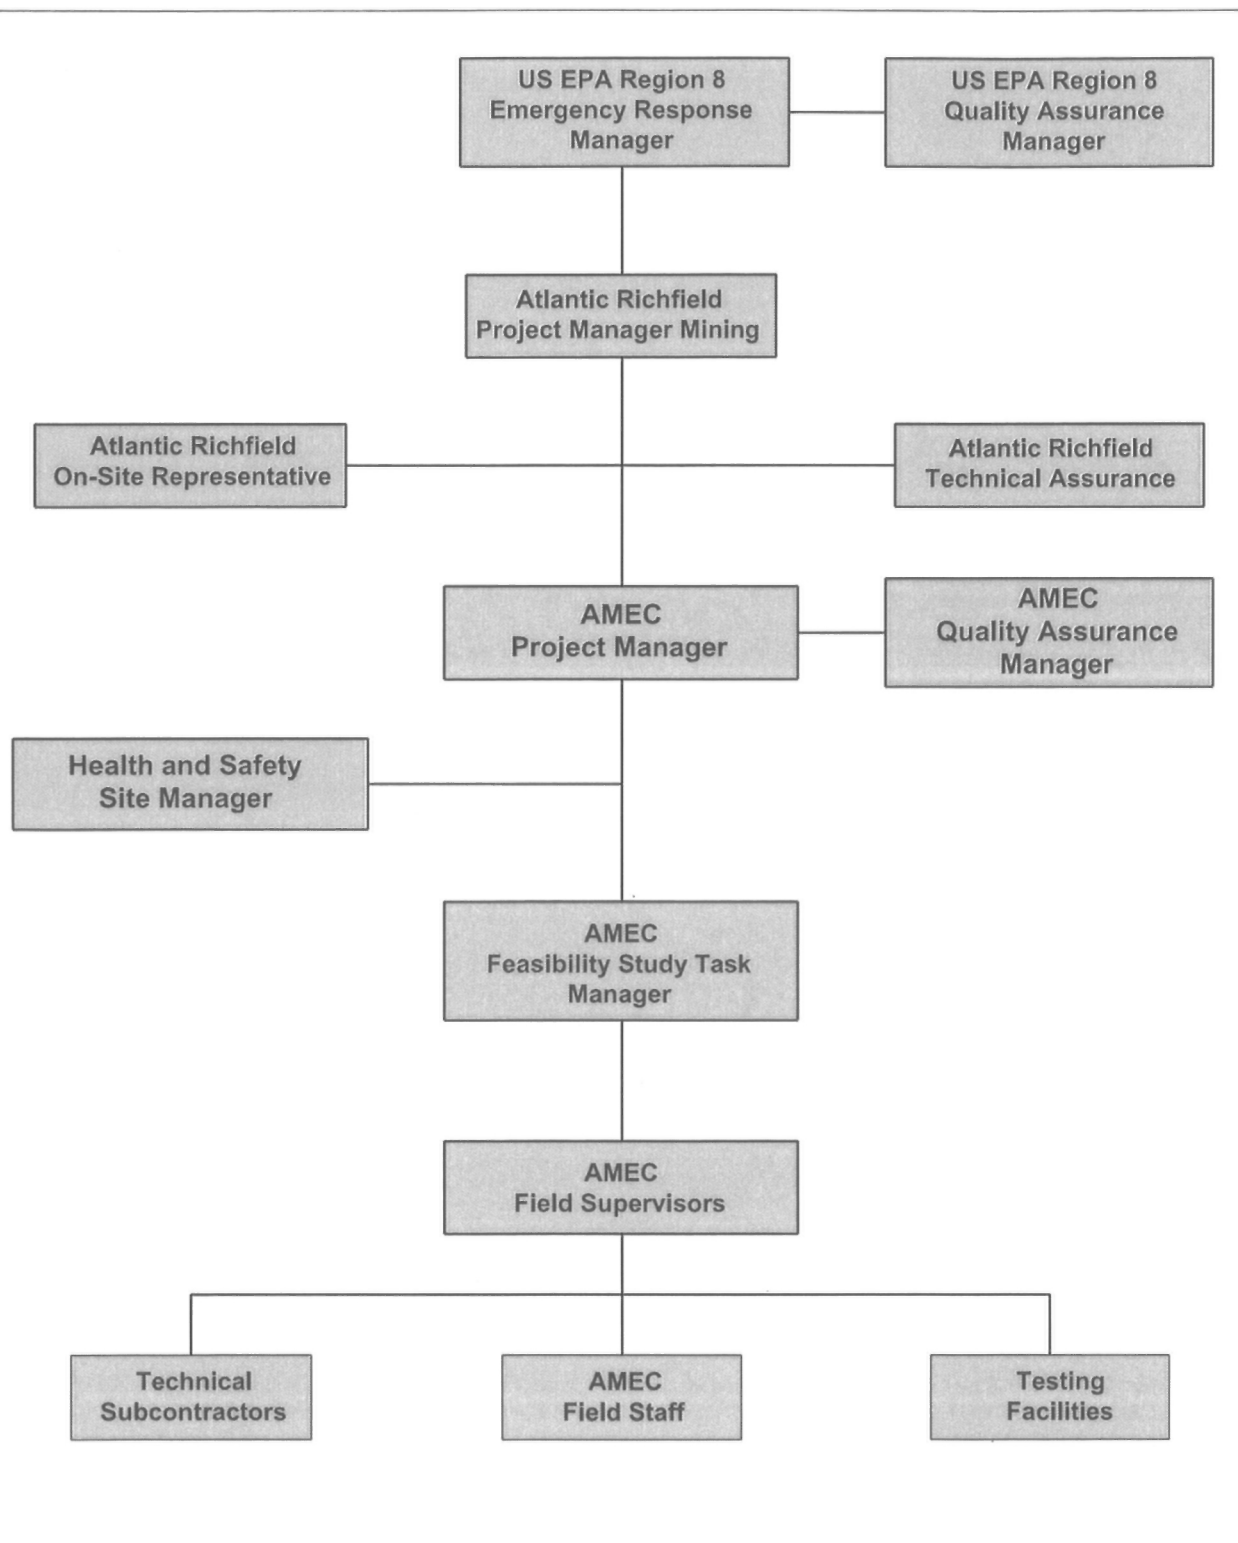 US EPA Region 8
Emergency Response
Manager
US EPA Region 8
Quality Assurance
Manager
Atlantic Richfield
Project Manager Mining
Atlantic Richfield
On-Site Representative
Atlantic Richfield
Technical Assurance
AMEC
Project Manager
AMEC
Quality Assurance
Manager
Health and Safety
Site Manager
AMEC
Feasibility Study Task
Manager
AMEC
Field Supervisors
Technical
Subcontractors
AMEC
Field Staff
Testing
Facilities